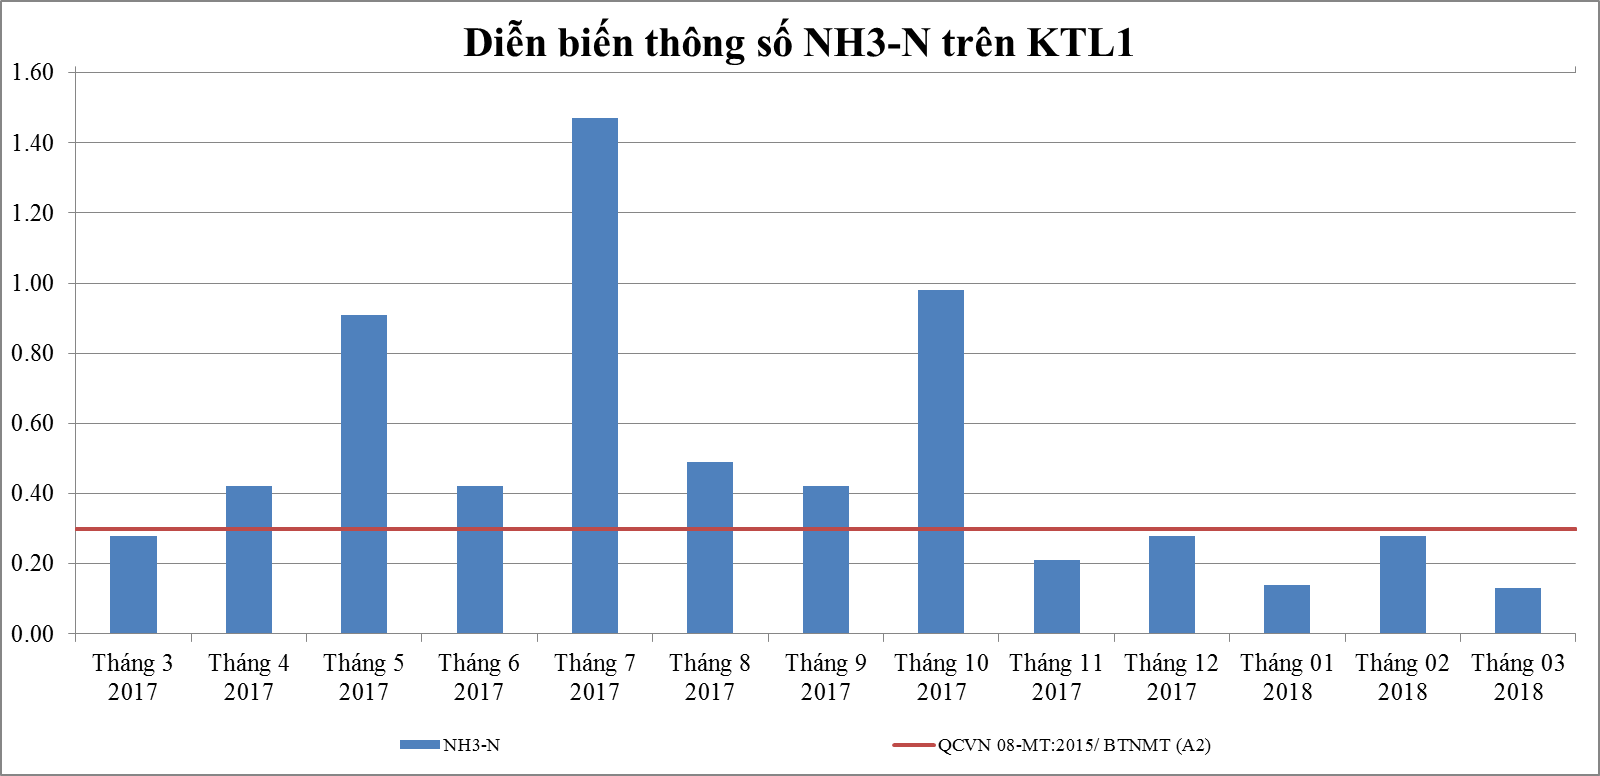 Diễn biến thông số NH3-N trên KTL1
1.60
1.40
1.20
1.00
0.80
0.60
0.40
0.20
0.00
Tháng 3 Tháng 4 Tháng 5 Tháng 6 Tháng 7 Tháng 8 Tháng 9 Tháng 10 Tháng 11 Tháng 12 Tháng 01 Tháng 02 Tháng 03
2017 2017 2017 2017 2017 2017 2017 2017 2017 2017 2018 2018 2018
NH3-N QCVN 08-MT:2015/ BTNMT (A2)